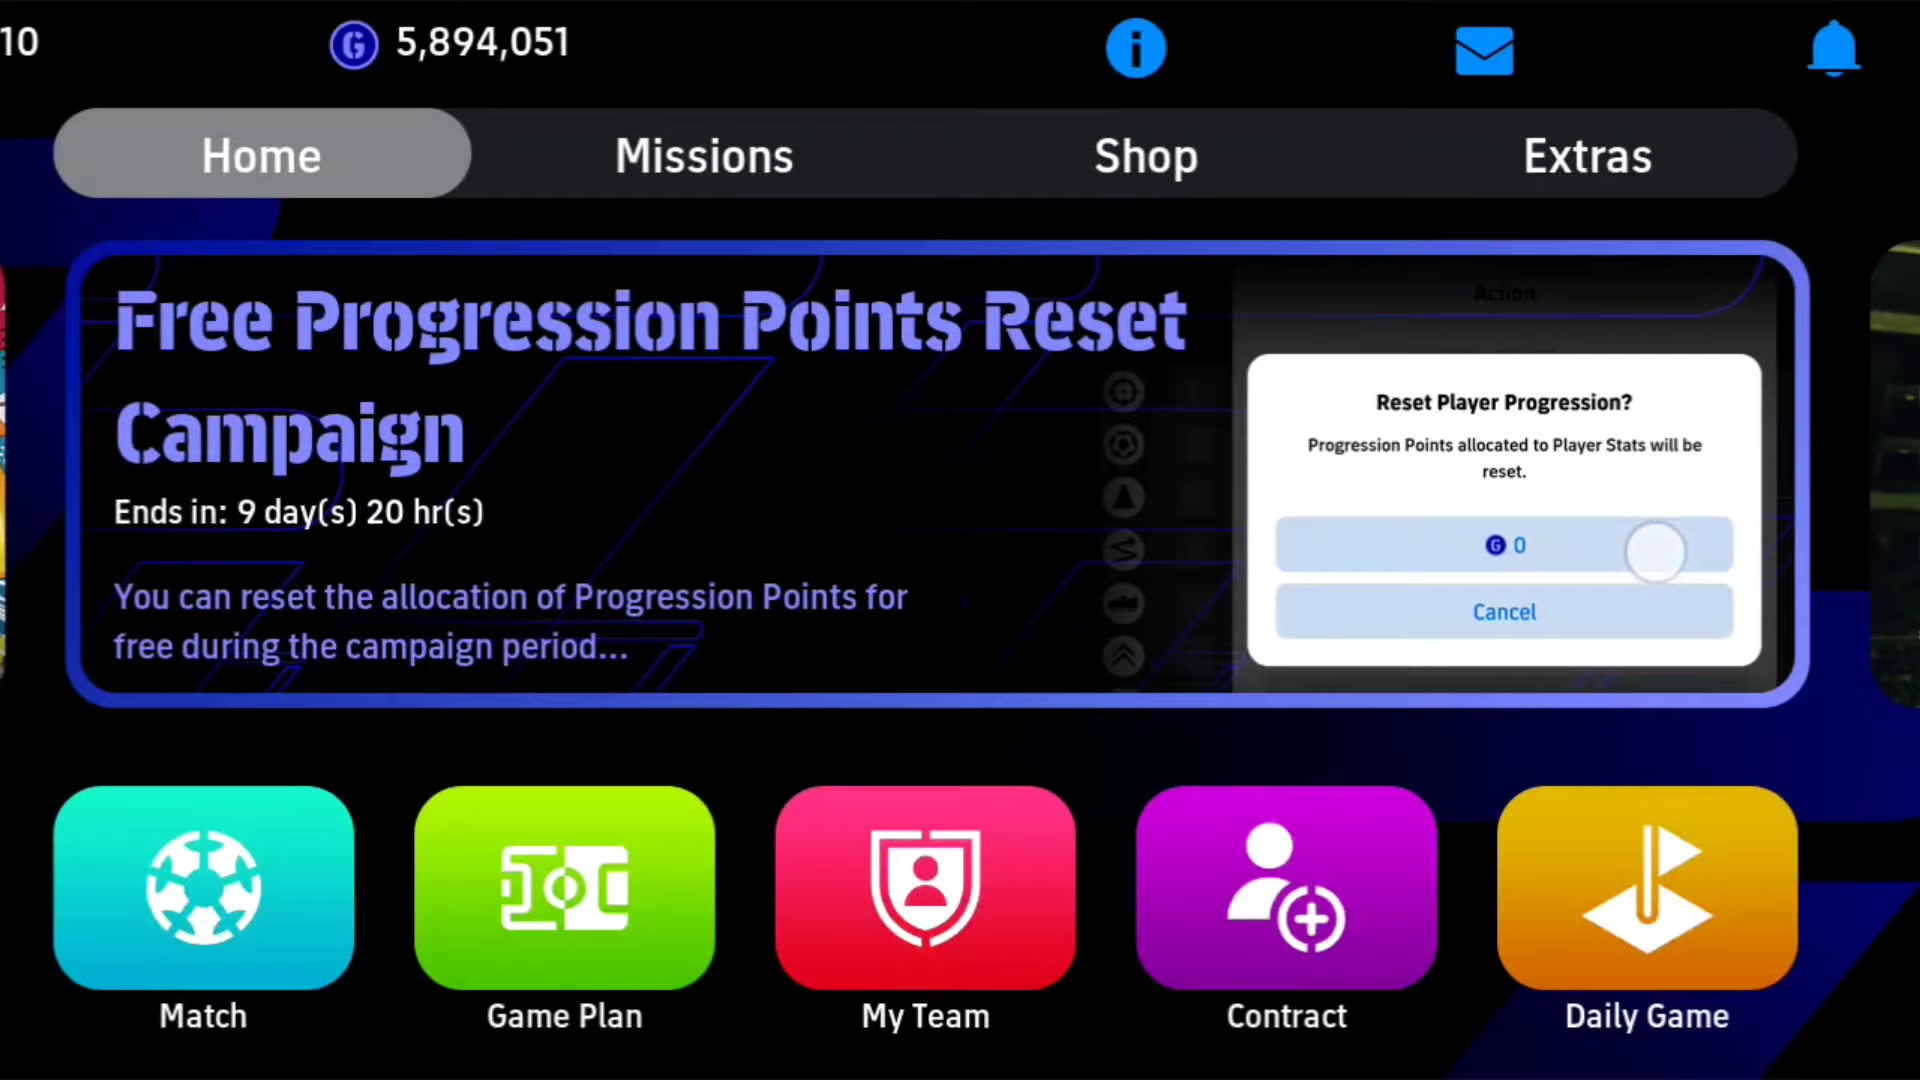 10
G 5,894,051
Home
Missions
Shop
Extras
Free Progression Points Reset
Campaign
Ends in: 9 day(s) 20 hr(s)
You can reset the allocation of Progression Points for
free during the campaign period...
Action
Reset Player Progression?
Progression Points allocated to Player Stats will be
reset.
G 0
Cancel
Match
Game Plan
My Team
Contract
Daily Game